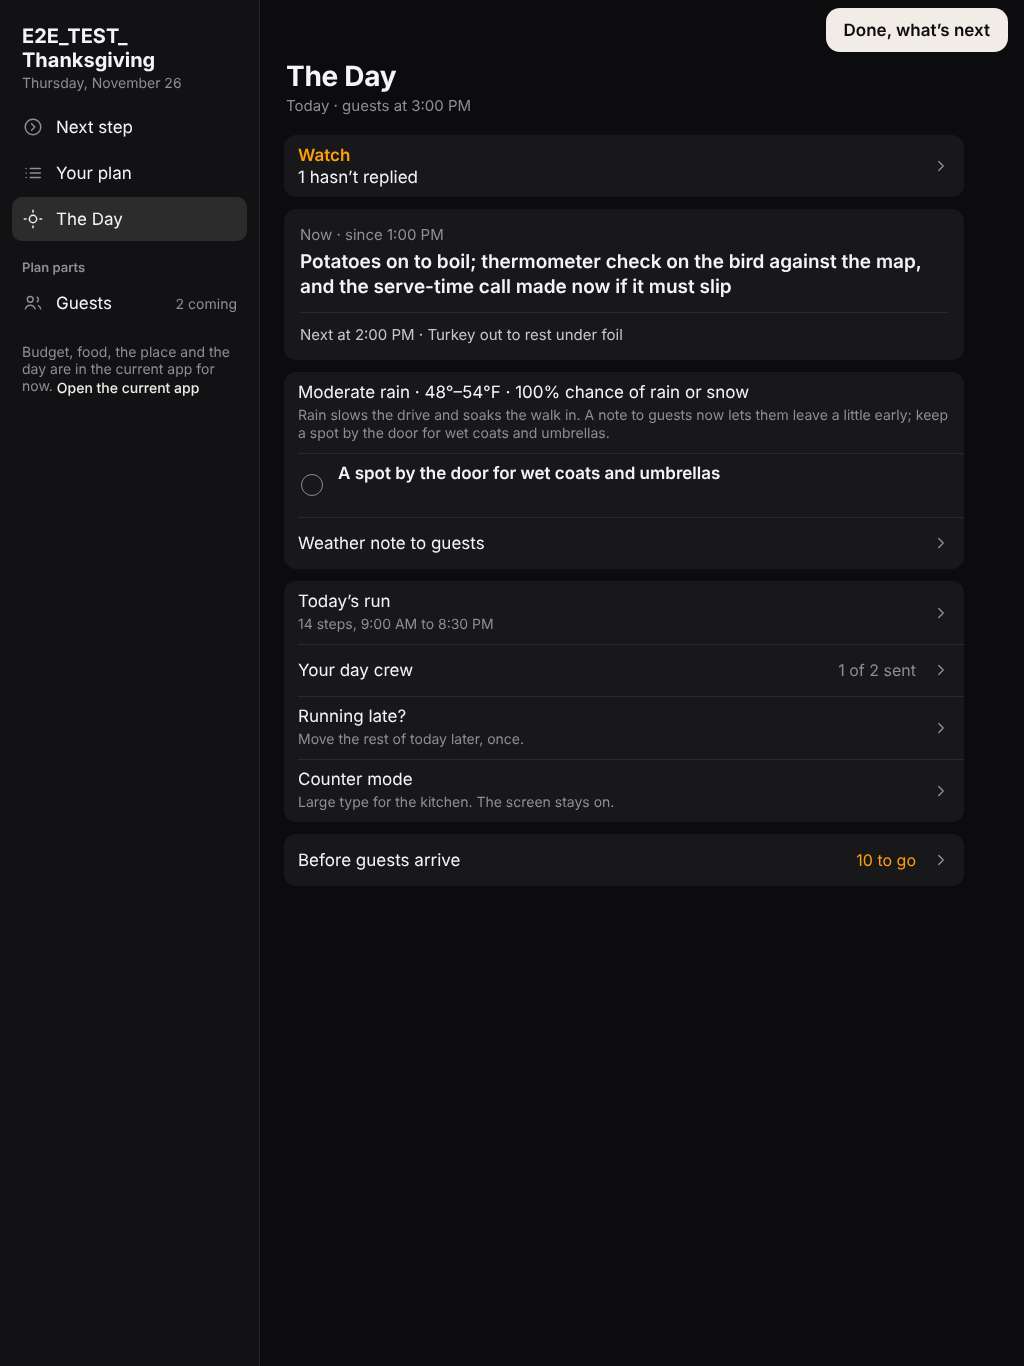 E2E_TEST_
Thanksgiving
Thursday, November 26
Next step
Your plan
The Day
Plan parts
Guests
2 coming
Budget, food, the place and the
day are in the current app for
now. Open the current app
Done, what’s next
The Day
Today · guests at 3:00 PM
Watch
1 hasn’t replied
Now · since 1:00 PM
Potatoes on to boil; thermometer check on the bird against the map,
and the serve-time call made now if it must slip
Next at 2:00 PM · Turkey out to rest under foil
Moderate rain · 48°–54°F · 100% chance of rain or snow
Rain slows the drive and soaks the walk in. A note to guests now lets them leave a little early; keep
a spot by the door for wet coats and umbrellas.
A spot by the door for wet coats and umbrellas
Weather note to guests
Today’s run
14 steps, 9:00 AM to 8:30 PM
Your day crew
1 of 2 sent
Running late?
Move the rest of today later, once.
Counter mode
Large type for the kitchen. The screen stays on.
Before guests arrive
10 to go